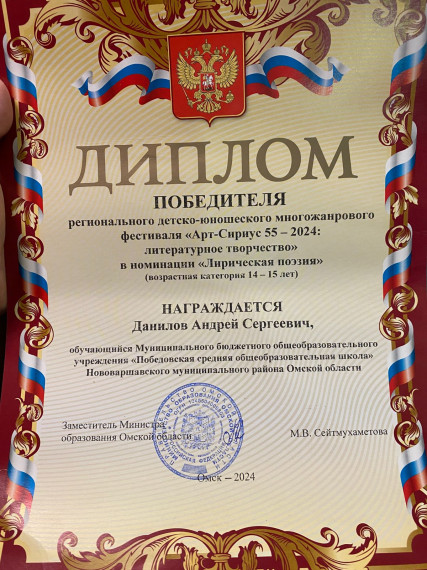 ДИПЛОМ
ПОБЕДИТЕЛЯ
регионального детско-юношеского многожанрового
фестиваля «Арт-Сириус 55 – 2024:
литературное творчество»
в номинации «Лирическая поэзия»
(возрастная категория 14 – 15 лет)
НАГРАЖДАЕТСЯ
Данилов Андрей Сергеевич,
обучающийся Муниципального бюджетного общеобразовательного
учреждения «Победовская средняя общеобразовательная школа»
Нововаршавского муниципального района Омской области
Заместитель Министра
образования Омской области
М.В. Сейтмухаметова
Омск – 2024